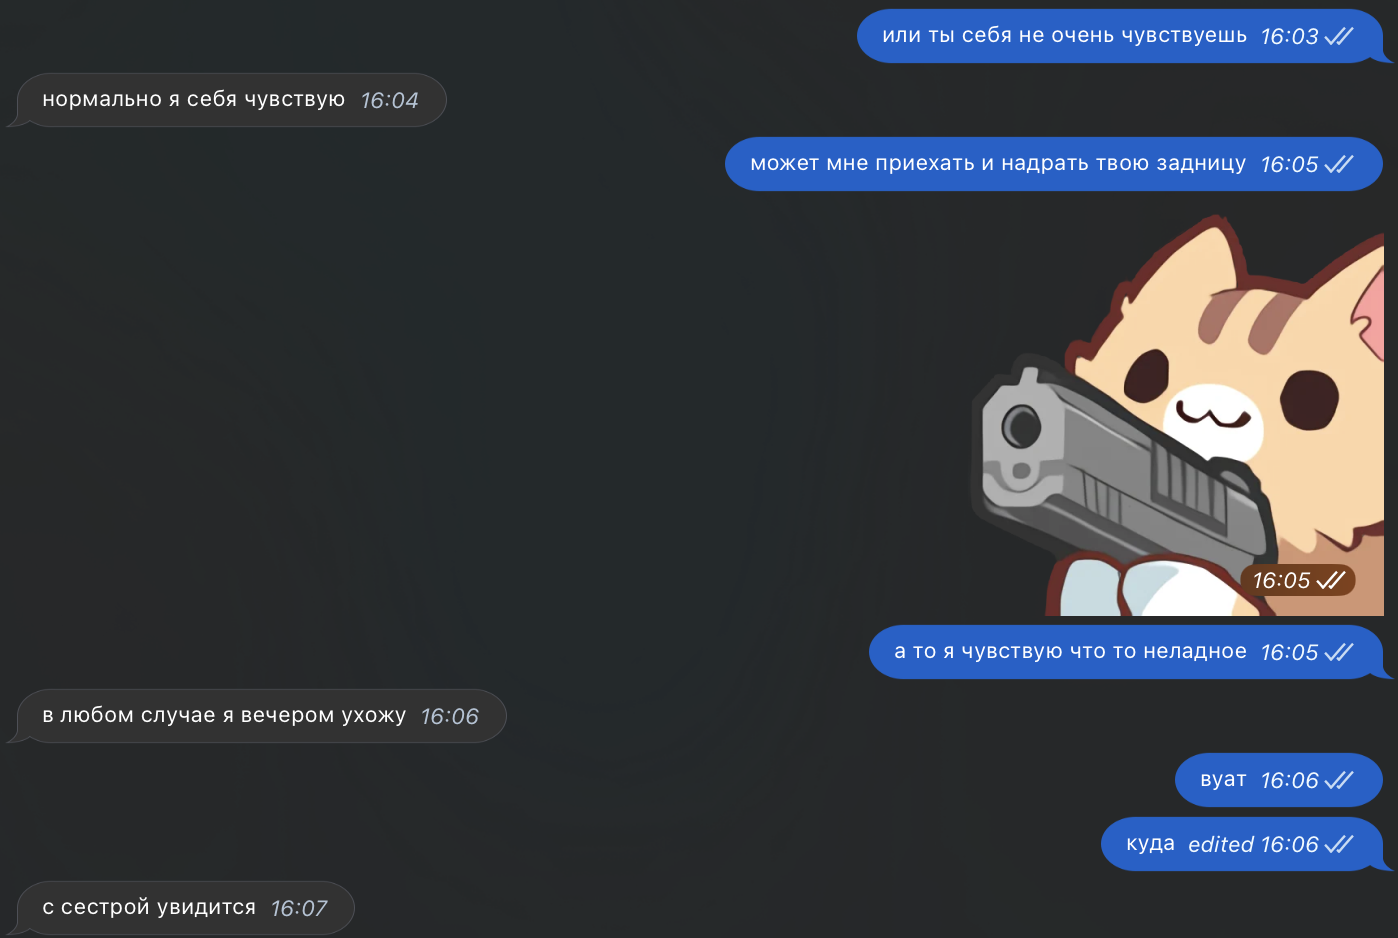 или ты себя не очень чувствуешь 16:03
нормально я себя чувствую 16:04
может мне приехать и надрать твою задницу 16:05
16:05
а то я чувствую что то неладное 16:05
в любом случае я вечером ухожу 16:06
вуат 16:06
куда edited 16:06
с сестрой увидится 16:07